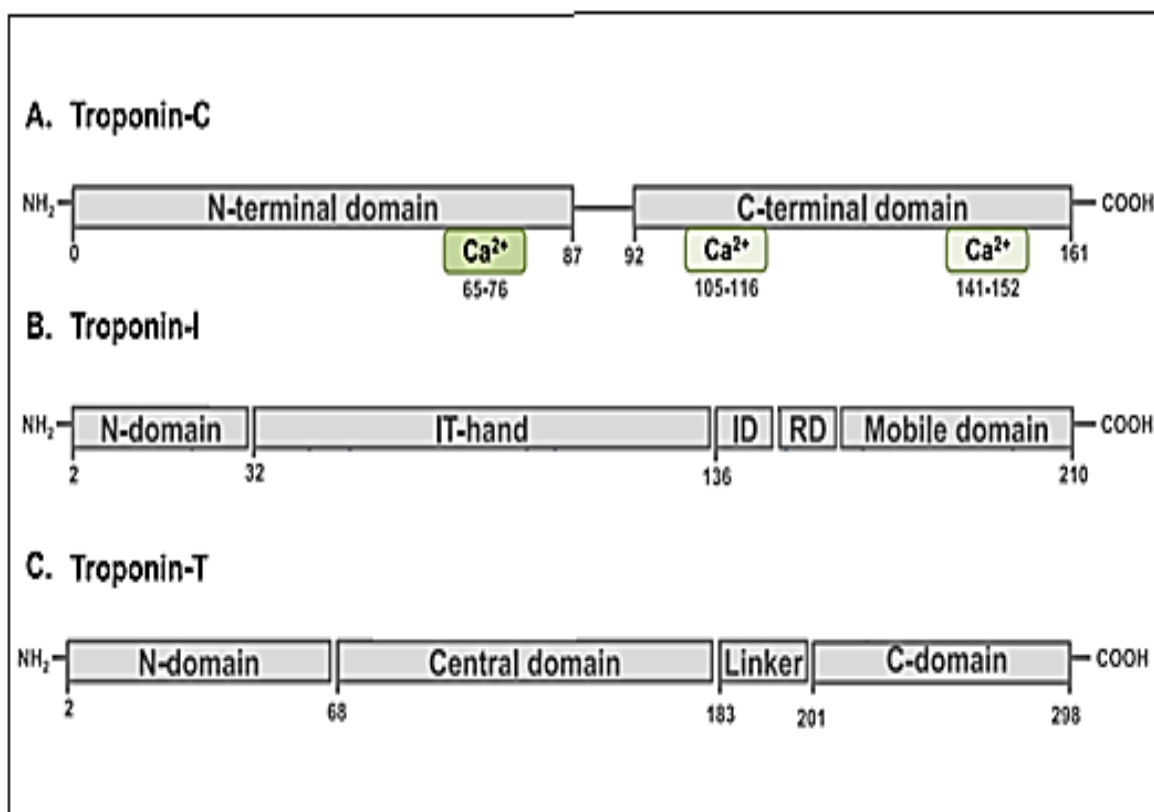 A. Troponin-C
NH₂ N-terminal domain C-terminal domain COOH
0 Ca²⁺ 87 92 Ca²⁺ Ca²⁺ 161
65-76 105-116 141-152
B. Troponin-I
NH₂ N-domain IT-hand ID RD Mobile domain COOH
2 32 136 210
C. Troponin-T
NH₂ N-domain Central domain Linker C-domain COOH
2 68 183 201 298